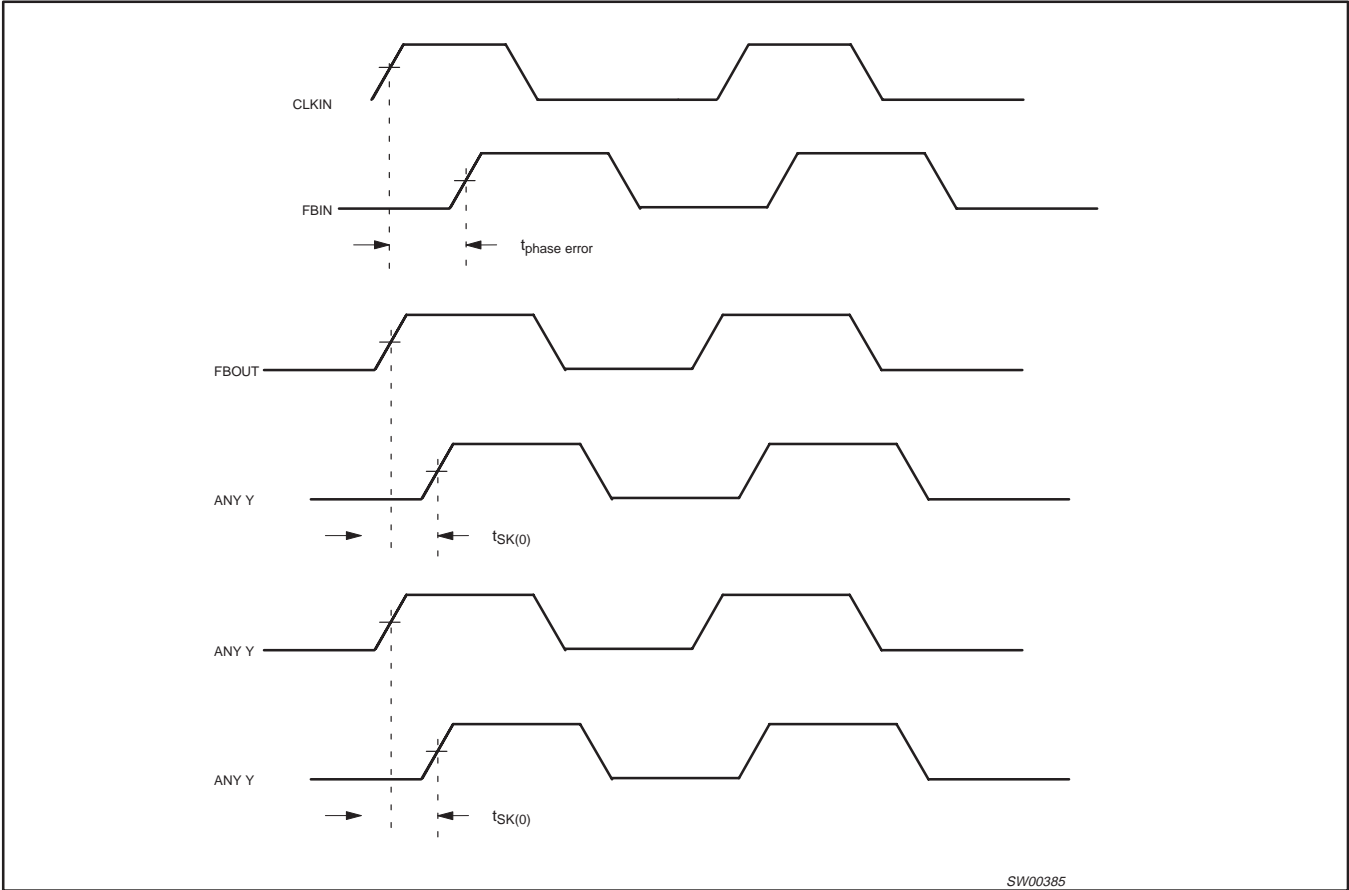 CLKIN
FBIN
tphase error
FBOUT
ANY Y
tSK(0)
ANY Y
ANY Y
tSK(0)
SW00385